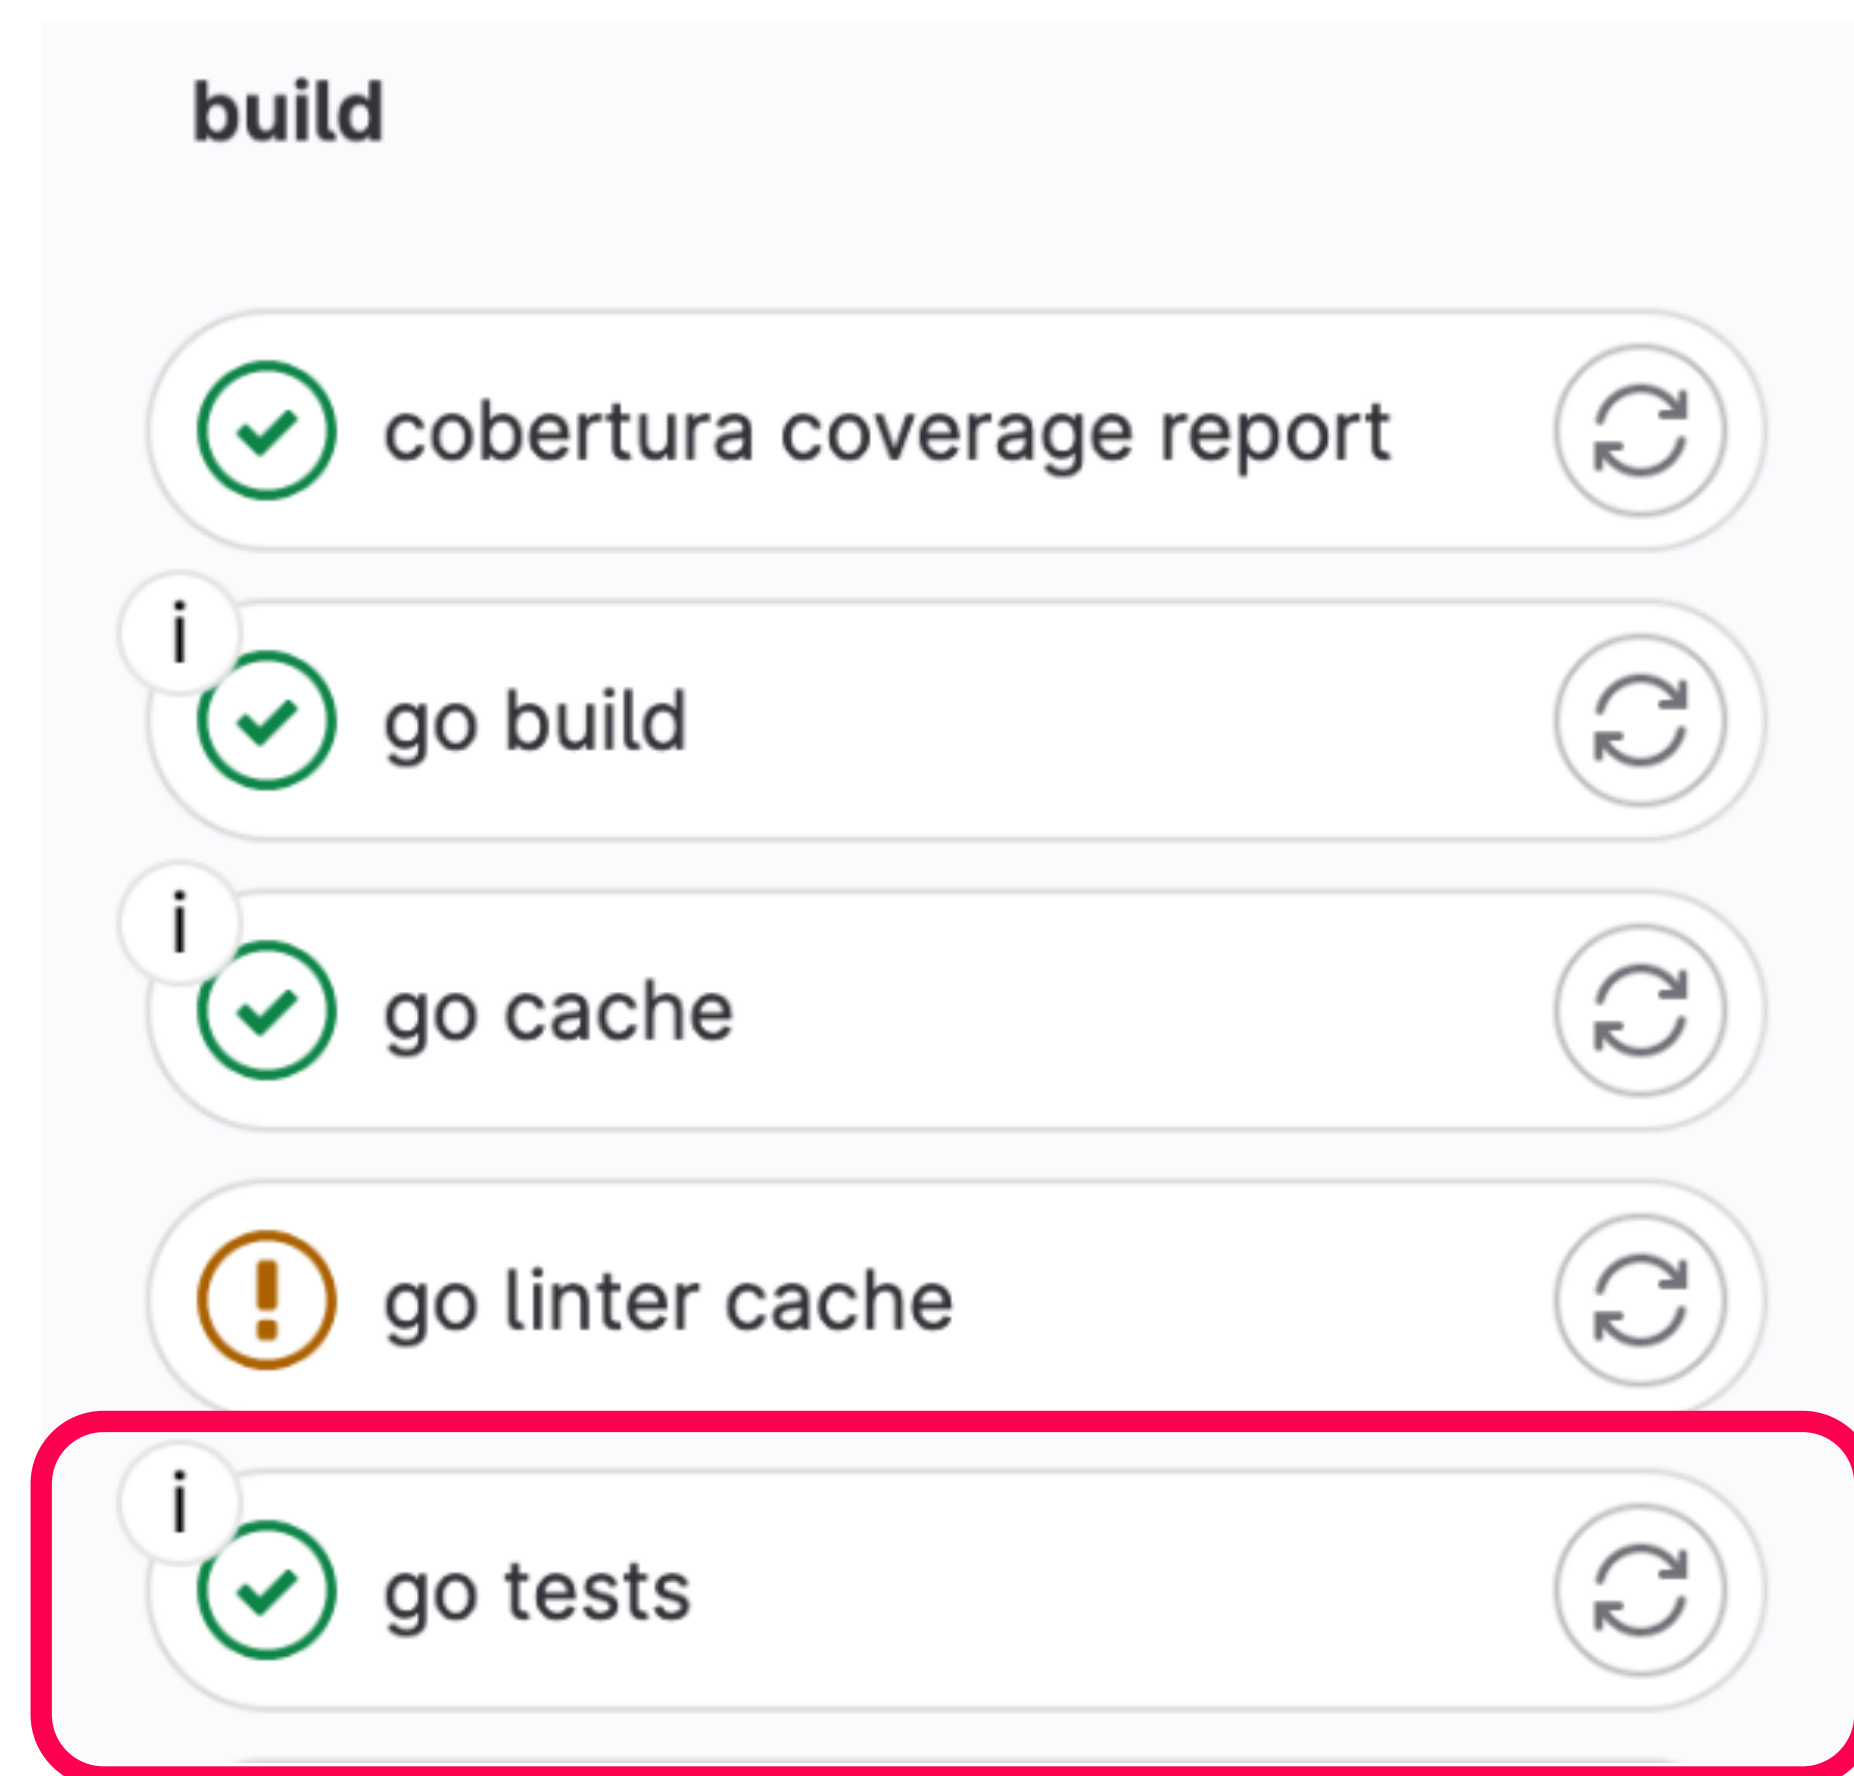 build
cobertura coverage report
i
go build
i
go cache
go linter cache
i
go tests